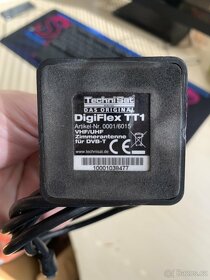 TechniSat
DAS ORIGINAL
DigiFlex TT1
Artikel-Nr. 0001/6015
VHF/UHF
Zimmerantenne
für DVB-T
www.technisat.de
10001039477